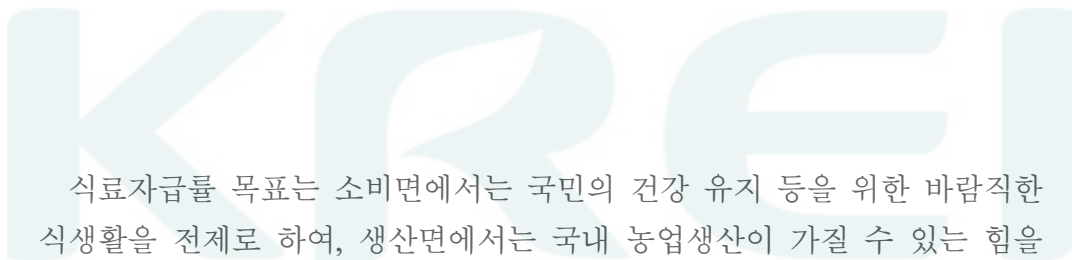 KREI
식료자급률 목표는 소비면에서는 국민의 건강 유지 등을 위한 바람직한
식생활을 전제로 하여, 생산면에서는 국내 농업생산이 가질 수 있는 힘을